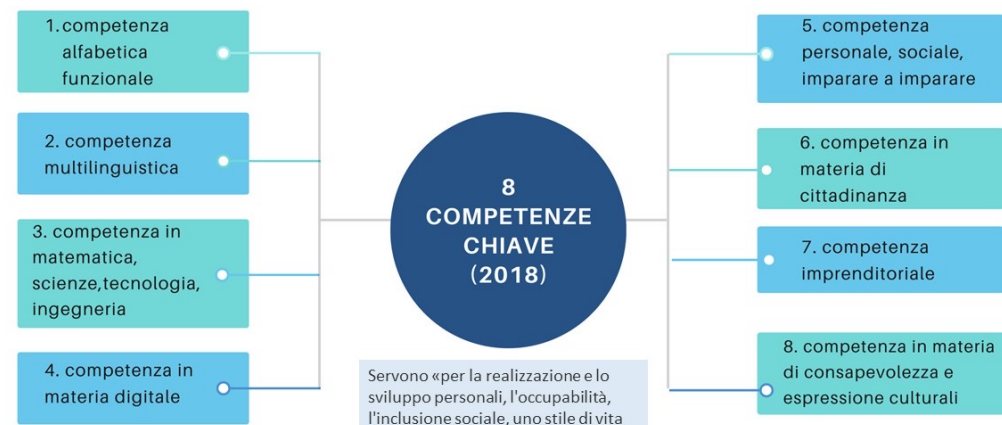 1. competenza
alfabetica
funzionale
2. competenza
multilinguistica
3. competenza in
matematica,
scienze,tecnologia,
ingegneria
4. competenza in
materia digitale
8
COMPETENZE
CHIAVE
(2018)
Servono «per la realizzazione e lo
sviluppo personali, l'occupabilità,
l'inclusione sociale, uno stile di vita
5. competenza
personale, sociale,
imparare a imparare
6. competenza in
materia di
cittadinanza
7. competenza
imprenditoriale
8. competenza in materia
di consapevolezza e
espressione culturali